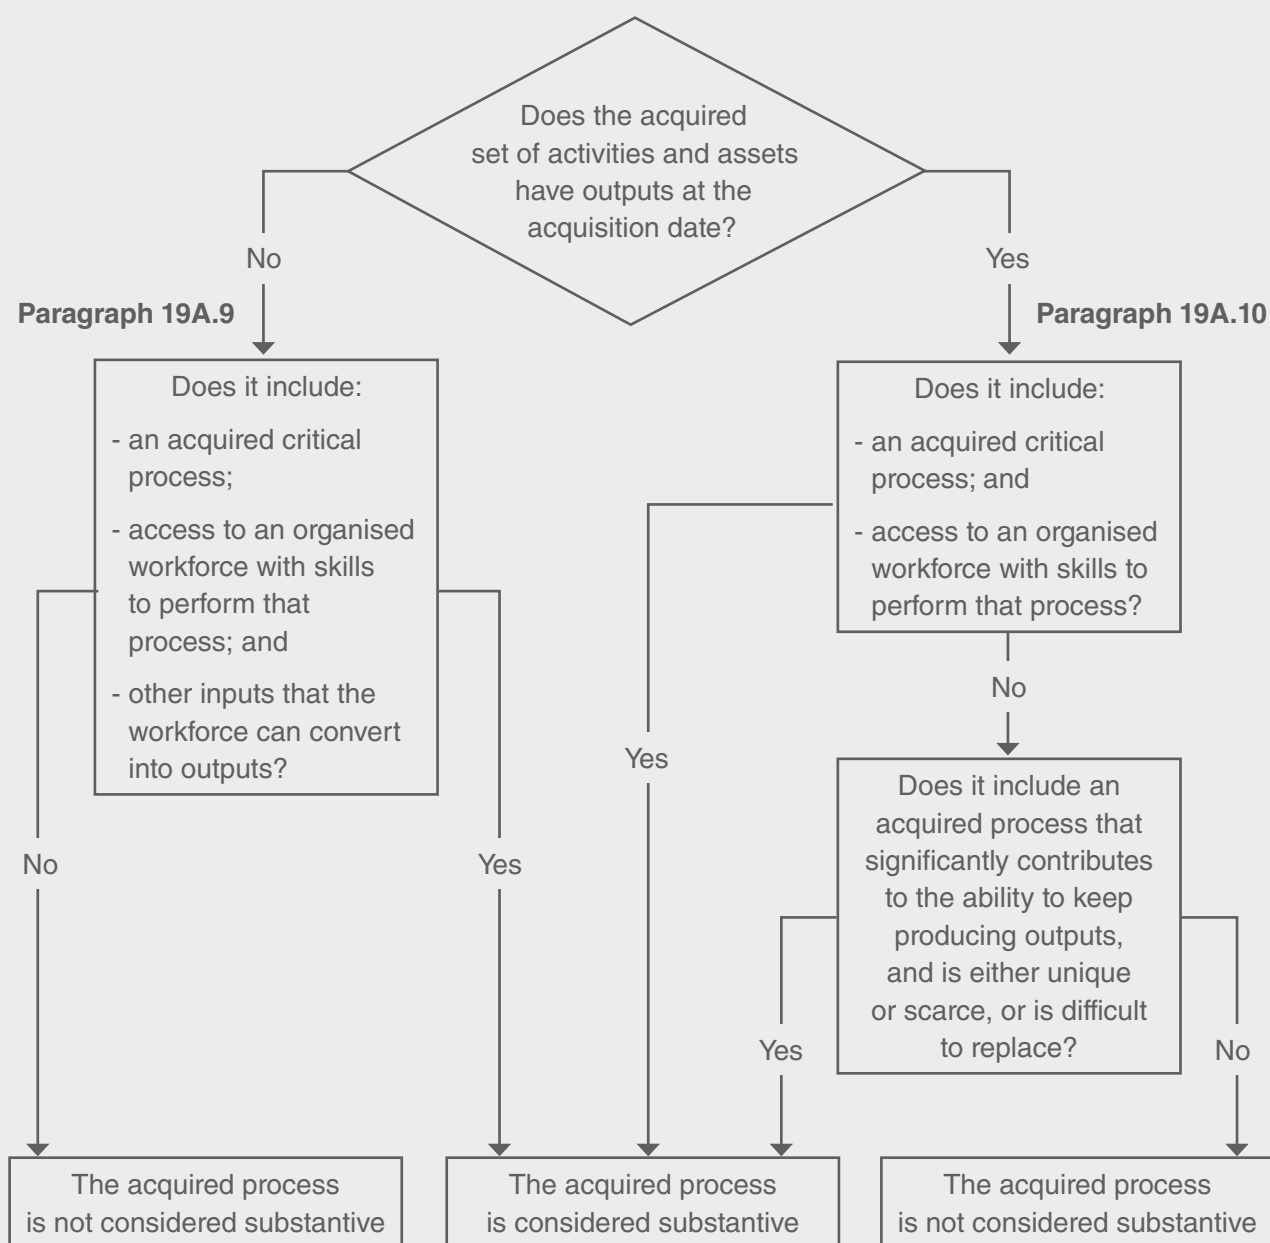 Does the acquired
set of activities and assets
have outputs at the
acquisition date?
No
Yes
Paragraph 19A.9
Paragraph 19A.10
Does it include:
- an acquired critical
process;
- access to an organised
workforce with skills
to perform that
process; and
- other inputs that the
workforce can convert
into outputs?
Does it include:
- an acquired critical
process; and
- access to an organised
workforce with skills to
perform that process?
No
Yes
No
Yes
Does it include an
acquired process that
significantly contributes
to the ability to keep
producing outputs,
and is either unique
or scarce, or is difficult
to replace?
Yes
No
The acquired process
is not considered substantive
The acquired process
is considered substantive
The acquired process
is not considered substantive